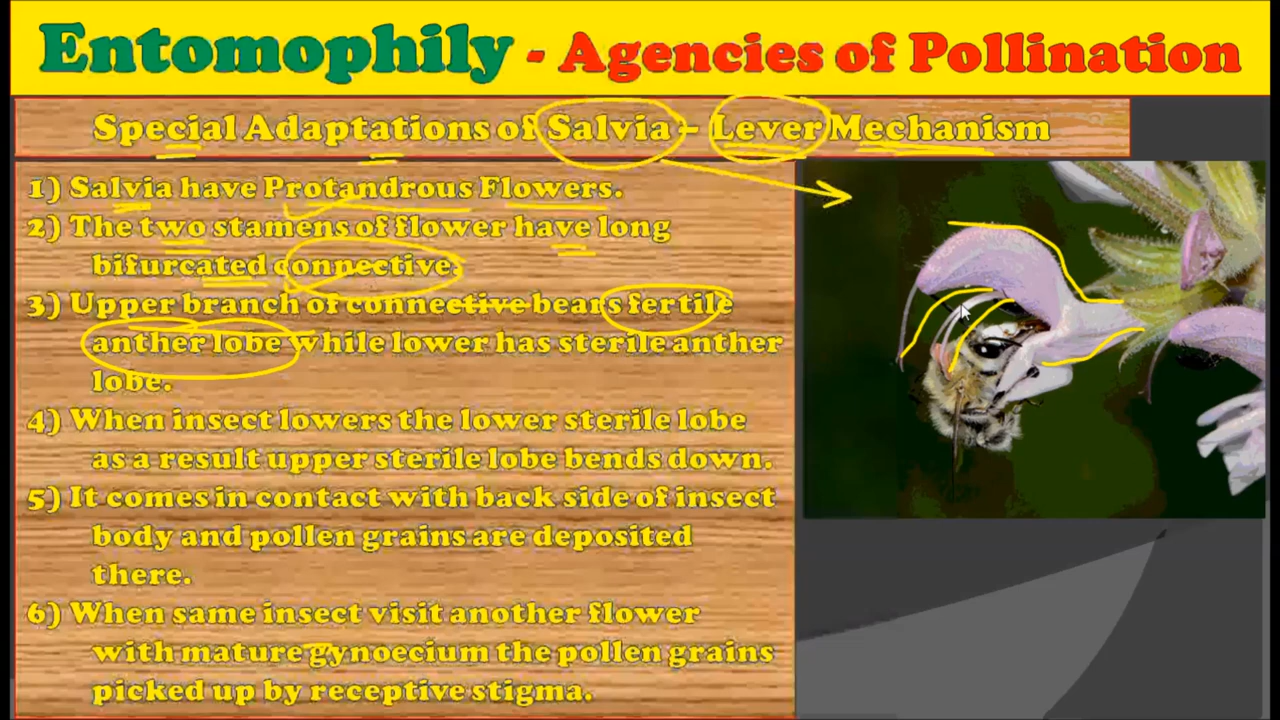 Entomophily - Agencies of Pollination
Special Adaptations of Salvia - Lever Mechanism
1) Salvia have Protandrous Flowers.
2) The two stamens of flower have long
bifurcated connective.
3) Upper branch of connective bears fertile
anther lobe while lower has sterile anther
lobe.
4) When insect lowers the lower sterile lobe
as a result upper sterile lobe bends down.
5) It comes in contact with back side of insect
body and pollen grains are deposited
there.
6) When same insect visit another flower
with mature gynoecium the pollen grains
picked up by receptive stigma.